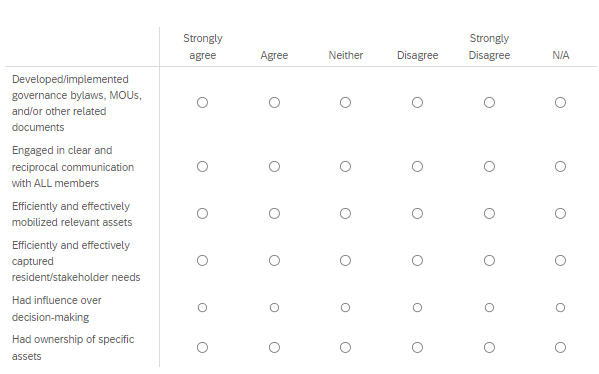 Strongly agree
Agree
Neither
Disagree
Strongly Disagree
N/A
Developed/implemented
governance bylaws, MOUs,
and/or other related
documents
Engaged in clear and
reciprocal communication
with ALL members
Efficiently and effectively
mobilized relevant assets
Efficiently and effectively
captured
resident/stakeholder needs
Had influence over
decision-making
Had ownership of specific
assets